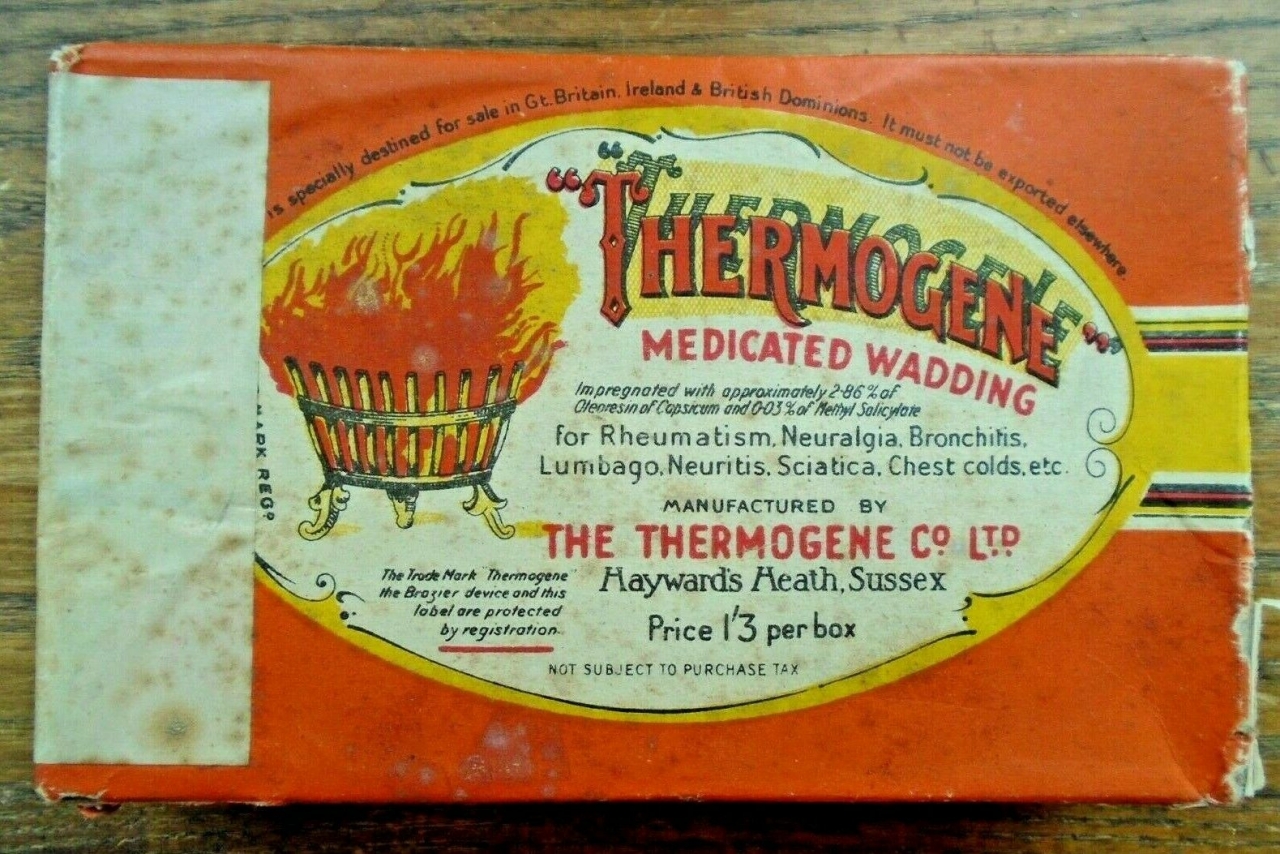 is specially destined for sale in Gt. Britain, Ireland & British Dominions. It must not be exported elsewhere.
"THERMOGENE"
MEDICATED WADDING
Impregnated with approximately 2·86 % of
Oleoresin of Capsicum and 0·03 % of Methyl Salicylate
for Rheumatism, Neuralgia, Bronchitis,
Lumbago, Neuritis, Sciatica, Chest colds, etc.
MANUFACTURED BY
THE THERMOGENE CO LTD
Hayward's Heath, Sussex
Price 1'3 per box
NOT SUBJECT TO PURCHASE TAX
The Trade Mark "Thermogene"
the Brazier device and this
label are protected
by registration.
ARK REGD